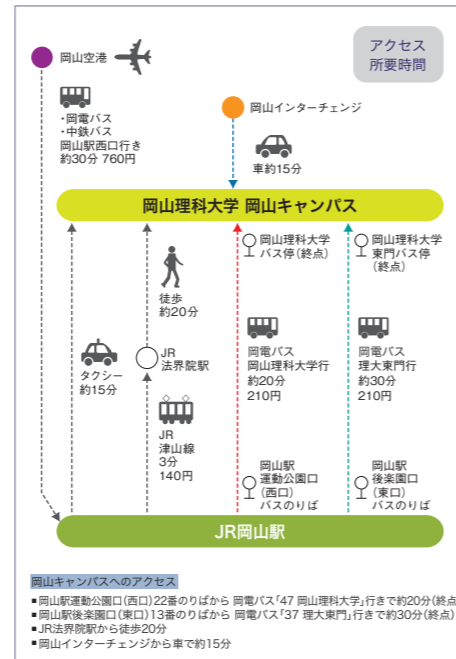 アクセス
所要時間
岡山空港
・岡電バス
・中鉄バス
岡山駅西口行き
約30分 760円
岡山インターチェンジ
車約15分
岡山理科大学 岡山キャンパス
岡山理科大学
バス停(終点)
岡山理科大学
東門バス停
(終点)
徒歩
約20分
タクシー
約15分
JR
法界院駅
岡電バス
岡山理科大学行
約20分
210円
岡電バス
理大東門行
約30分
210円
JR
津山線
3分
140円
岡山駅
運動公園口
(西口)
バスのりば
岡山駅
後楽園口
(東口)
バスのりば
JR岡山駅
岡山キャンパスへのアクセス
■岡山駅運動公園口(西口)22番のりばから 岡電バス「47 岡山理科大学」行きで約20分(終点
■岡山駅後楽園口(東口)13番のりばから 岡電バス「37 理大東門」行きで約30分(終点)
■JR法界院駅から徒歩20分
■岡山インターチェンジから車で約15分